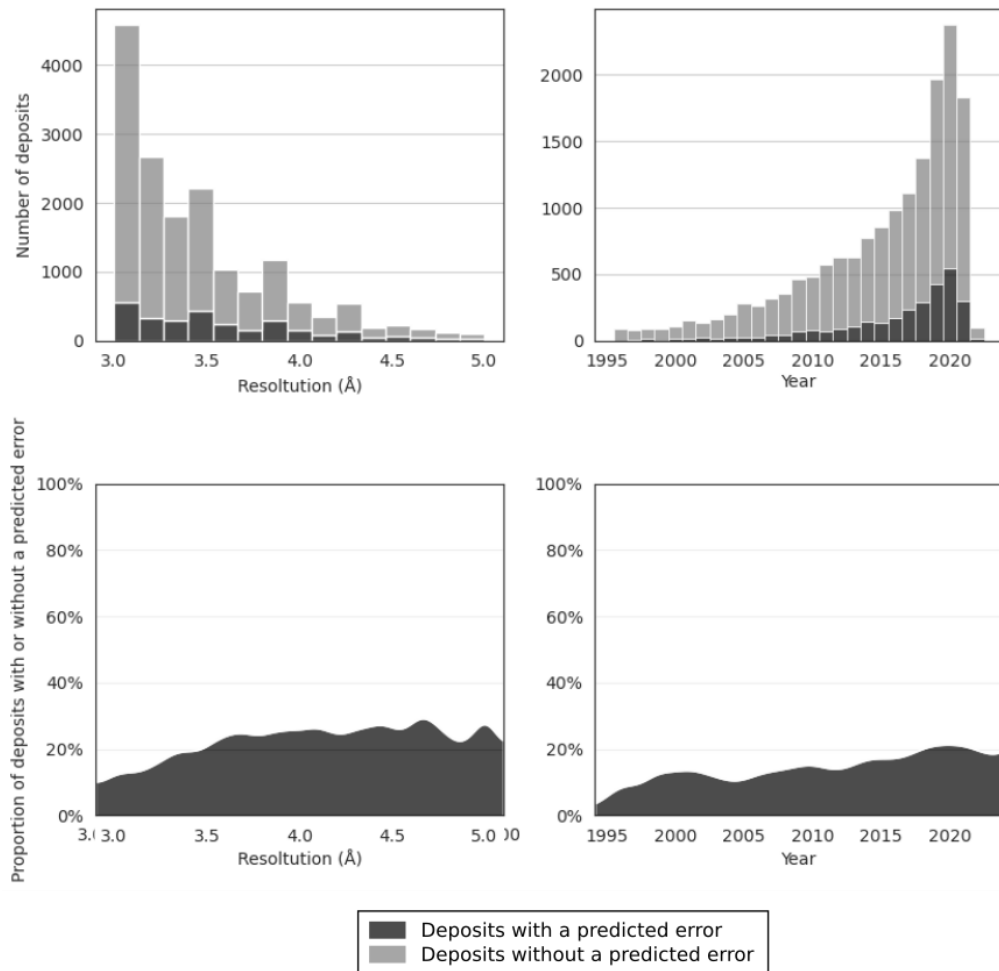 Number of deposits
4000
3000
2000
1000
0
3.0 3.5 4.0 4.5 5.0
Resoltution (Å)
2000
1500
1000
500
0
1995 2000 2005 2010 2015 2020
Year
Proportion of deposits with or without a predicted error
100%
80%
60%
40%
20%
0%
3.0 3.5 4.0 4.5 5.0
Resoltution (Å)
100%
80%
60%
40%
20%
0%
1995 2000 2005 2010 2015 2020
Year
Deposits with a predicted error
Deposits without a predicted error